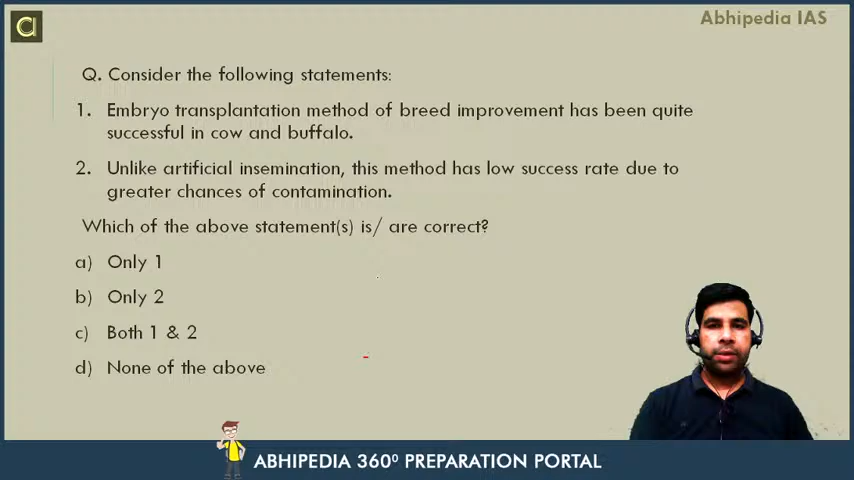 Abhipedia IAS
a
Q. Consider the following statements:
1. Embryo transplantation method of breed improvement has been quite
successful in cow and buffalo.
2. Unlike artificial insemination, this method has low success rate due to
greater chances of contamination.
Which of the above statement(s) is/ are correct?
a) Only 1
b) Only 2
c) Both 1 & 2
d) None of the above
ABHIPEDIA 360⁰ PREPARATION PORTAL